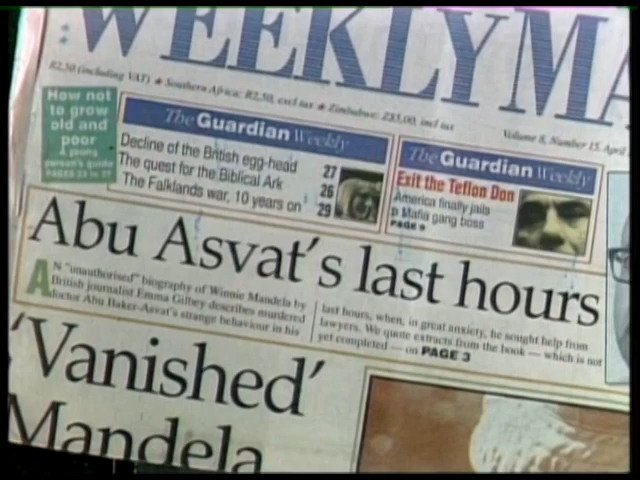 WEEKLY MA
R2,50 (including VAT) ★ Southern Africa: R2,50, excl tax ★ Zimbabwe: Z$5,00, incl tax
Volume 8, Number 15. April
How not
to grow
old and
poor
A young
person's guide
The Guardian Weekly
Decline of the British egg-head 27
The quest for the Biblical Ark 26
The Falklands war, 10 years on 29
The Guardian Weekly
Exit the Teflon Don
America finally jails
a Mafia gang boss
PAGE 9
Abu Asvat's last hours
AN "unauthorised" biography of Winnie Mandela by
British journalist Emma Gilbey describes murdered
doctor Abu Baker-Asvat's strange behaviour in his
last hours, when, in great anxiety, he sought help from
lawyers. We quote extracts from the book — which is not
yet completed — on PAGE 3
'Vanished'
Mandela